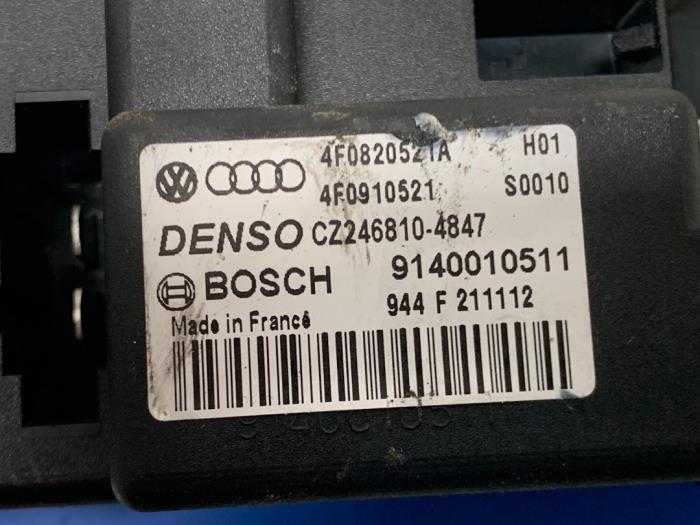 4F0820521A H01
4F0910521 S0010
DENSO CZ246810-4847
BOSCH 9140010511
944 F 211112
Made in France